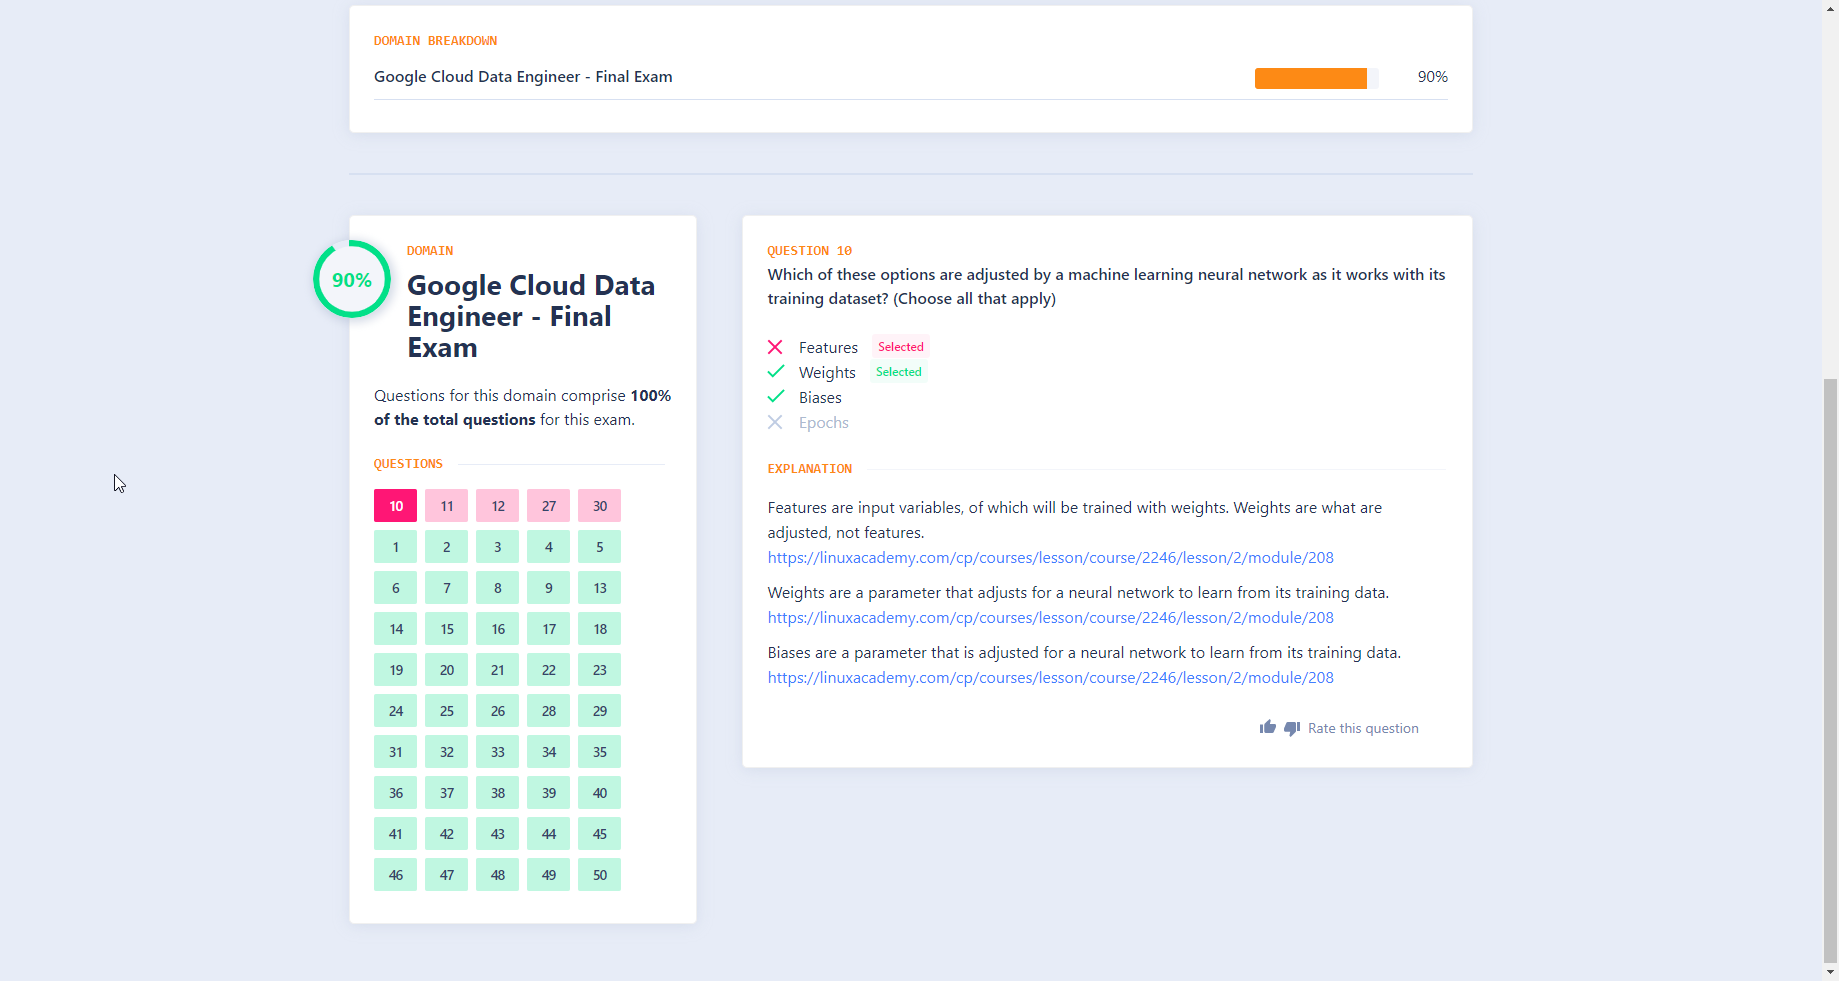 DOMAIN BREAKDOWN
Google Cloud Data Engineer - Final Exam
90%
90%
DOMAIN
Google Cloud Data
Engineer - Final
Exam
Questions for this domain comprise 100%
of the total questions for this exam.
QUESTIONS
10 11 12 27 30
1 2 3 4 5
6 7 8 9 13
14 15 16 17 18
19 20 21 22 23
24 25 26 28 29
31 32 33 34 35
36 37 38 39 40
41 42 43 44 45
46 47 48 49 50
QUESTION 10
Which of these options are adjusted by a machine learning neural network as it works with its
training dataset? (Choose all that apply)
Features Selected
Weights Selected
Biases
Epochs
EXPLANATION
Features are input variables, of which will be trained with weights. Weights are what are
adjusted, not features.
https://linuxacademy.com/cp/courses/lesson/course/2246/lesson/2/module/208
Weights are a parameter that adjusts for a neural network to learn from its training data.
https://linuxacademy.com/cp/courses/lesson/course/2246/lesson/2/module/208
Biases are a parameter that is adjusted for a neural network to learn from its training data.
https://linuxacademy.com/cp/courses/lesson/course/2246/lesson/2/module/208
Rate this question